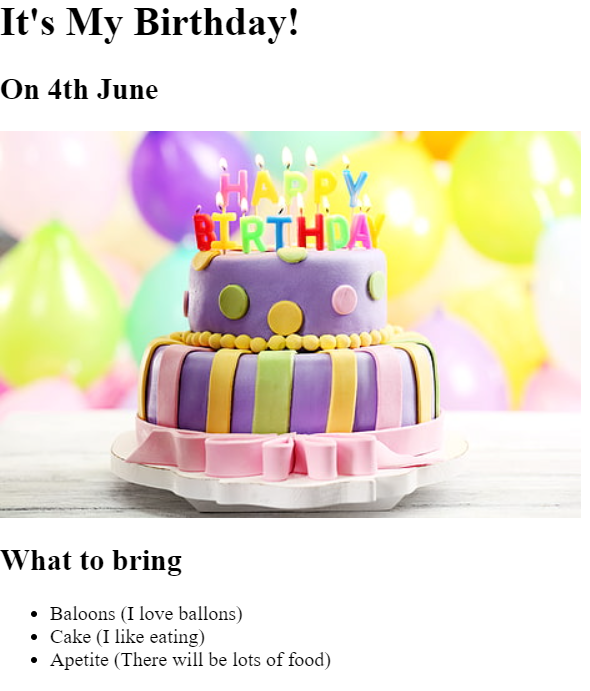 It's My Birthday!
On 4th June
HAPPY
BIRTHDAY
What to bring
Baloons (I love ballons)
Cake (I like eating)
Apetite (There will be lots of food)